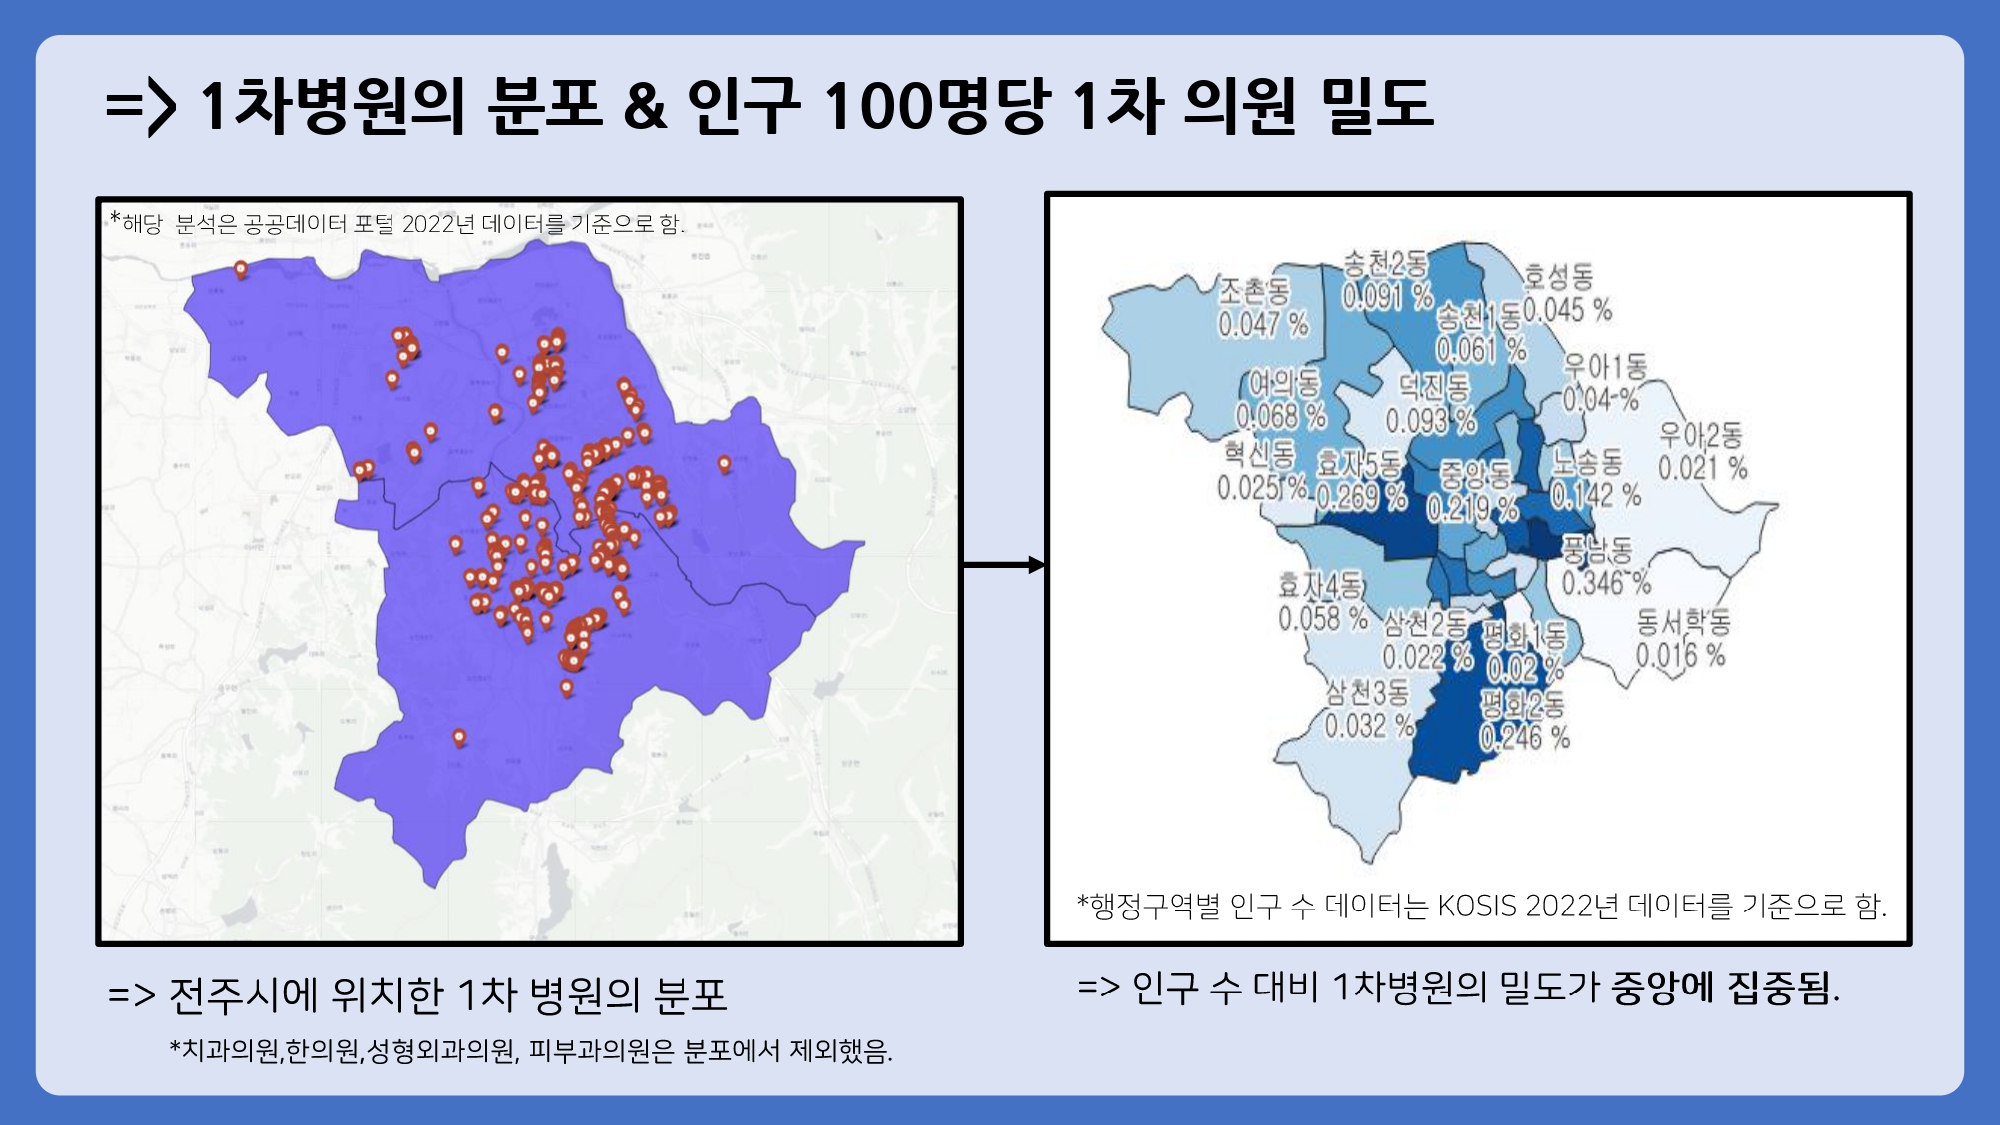 => 1차병원의 분포 & 인구 100명당 1차 의원 밀도
*해당 분석은 공공데이터 포털 2022년 데이터를 기준으로 함.
송천2동
0.091 %
호성동
0.045 %
조촌동
0.047 %
송천1동
0.061 %
우아1동
0.04 %
여의동
0.068 %
덕진동
0.093 %
우아2동
0.021 %
혁신동
0.025 %
효자5동
0.269 %
중앙동
0.219 %
노송동
0.142 %
풍남동
0.346 %
효자4동
0.058 %
삼천2동
0.022 %
평화1동
0.02 %
동서학동
0.016 %
삼천3동
0.032 %
평화2동
0.246 %
*행정구역별 인구 수 데이터는 KOSIS 2022년 데이터를 기준으로 함.
=> 전주시에 위치한 1차 병원의 분포
*치과의원,한의원,성형외과의원, 피부과의원은 분포에서 제외했음.
=> 인구 수 대비 1차병원의 밀도가 중앙에 집중됨.